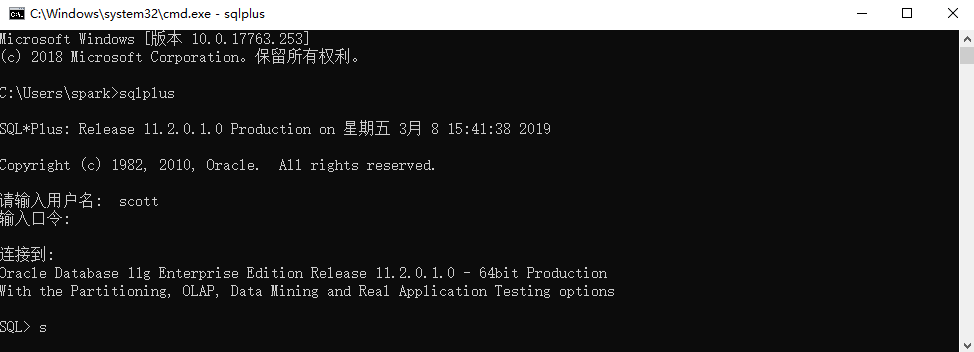 C:\Windows\system32\cmd.exe - sqlplus
Microsoft Windows [版本 10.0.17763.253]
(c) 2018 Microsoft Corporation。保留所有权利。
C:\Users\spark>sqlplus
SQL*Plus: Release 11.2.0.1.0 Production on 星期五 3月 8 15:41:38 2019
Copyright (c) 1982, 2010, Oracle.  All rights reserved.
请输入用户名:  scott
输入口令:
连接到:
Oracle Database 11g Enterprise Edition Release 11.2.0.1.0 - 64bit Production
With the Partitioning, OLAP, Data Mining and Real Application Testing options
SQL> s